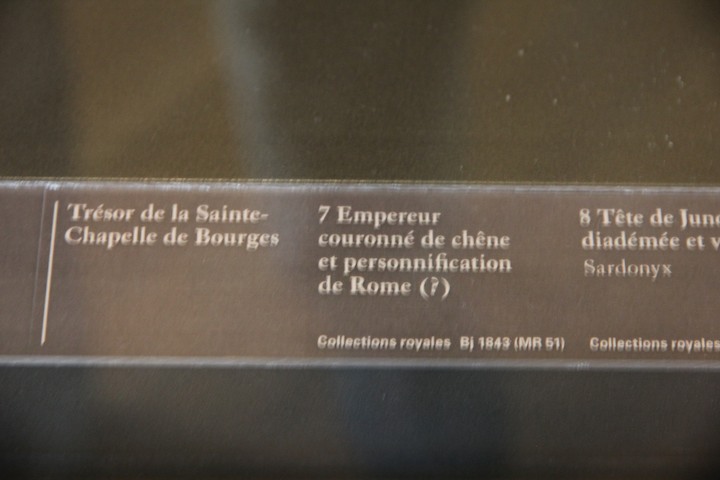 Trésor de la Sainte-
Chapelle de Bourges
7 Empereur
couronné de chêne
et personnification
de Rome (?)
Collections royales Bj 1843 (MR 51)
8 Tête de
diadémée et
Sardonyx
Collections royales